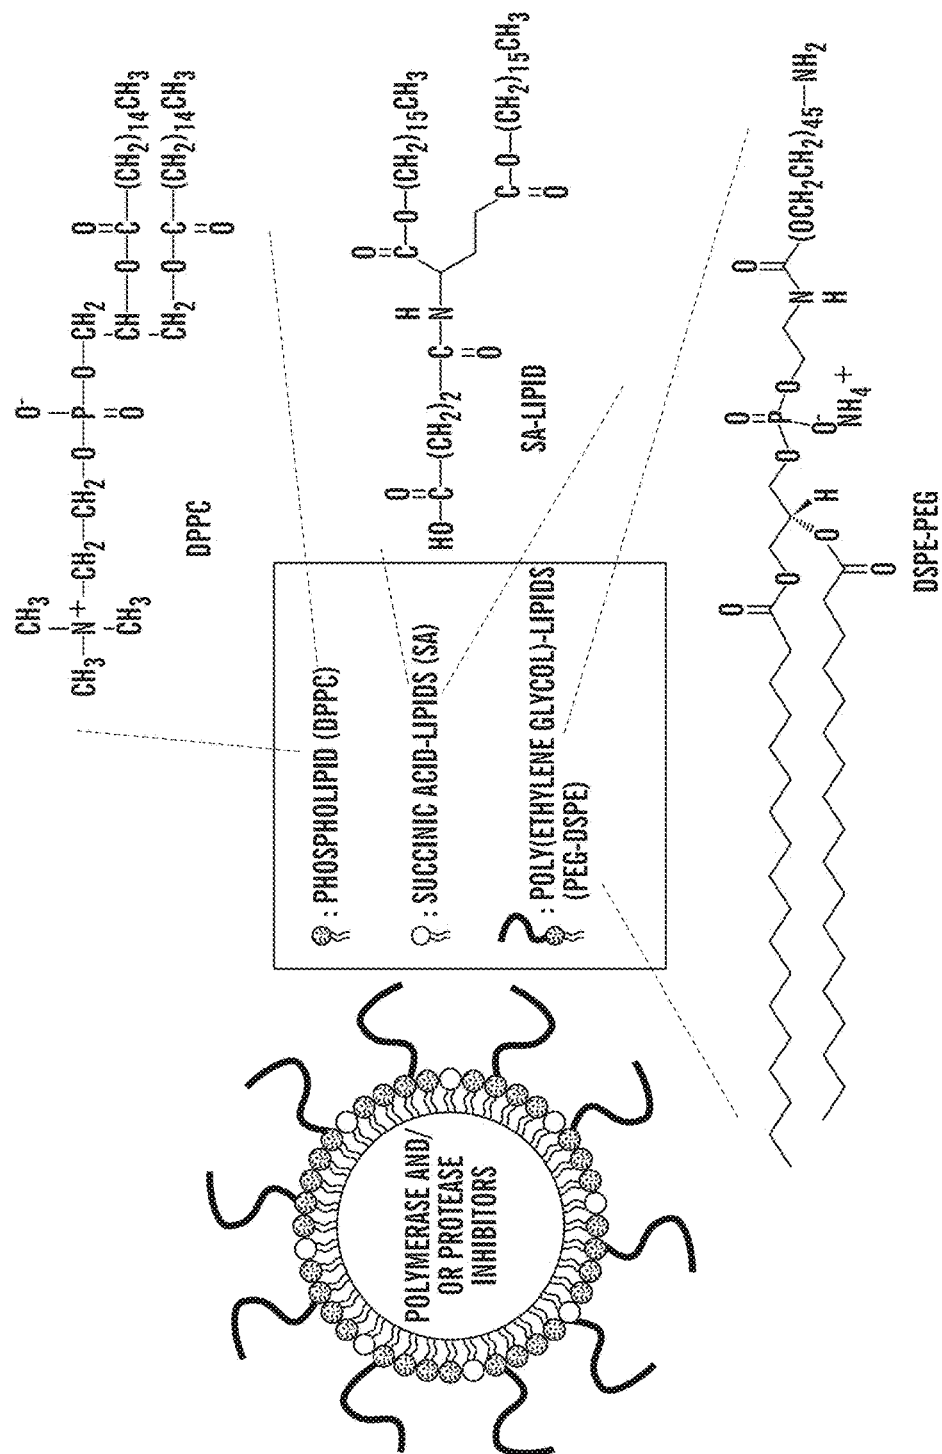 CH3 O-
CH3—N+—CH2—CH2—O—P—O—CH2
O
CH3 O CH—O—C—(CH2)14CH3
CH2—O—C—(CH2)14CH3
O
DPPC
: PHOSPHOLIPID (DPPC)
: SUCCINIC ACID-LIPIDS (SA)
: POLY(ETHYLENE GLYCOL)-LIPIDS
(PEG-DSPE)
O
O H C—O—(CH2)15CH3
HO—C—(CH2)2—C—N
O C—O—(CH2)15CH3
O
SA-LIPID
POLYMERASE AND/
OR PROTEASE
INHIBITORS
O O O
O O P O N (OCH2CH2)45—NH2
O H O- H
NH4+
O
DSPE-PEG